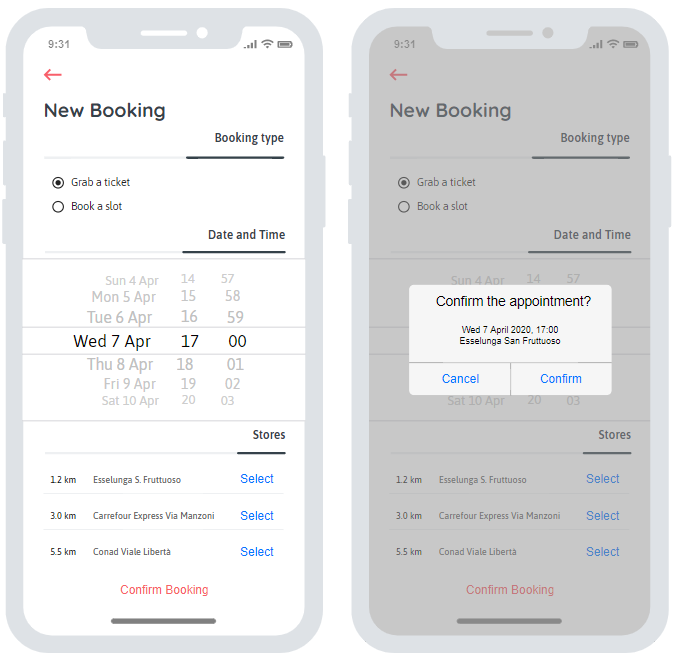 9:31
New Booking
Booking type
Grab a ticket
Book a slot
Date and Time
Sun 4 Apr 14 57
Mon 5 Apr 15 58
Tue 6 Apr 16 59
Wed 7 Apr 17 00
Thu 8 Apr 18 01
Fri 9 Apr 19 02
Sat 10 Apr 20 03
Stores
1.2 km Esselunga S. Fruttuoso Select
3.0 km Carrefour Express Via Manzoni Select
5.5 km Conad Viale Libertà Select
Confirm Booking
9:31
New Booking
Booking type
Grab a ticket
Book a slot
Date and Time
Sun 4 Apr 14 57
Confirm the appointment?
Wed 7 April 2020, 17:00
Esselunga San Fruttuoso
Cancel Confirm
Sat 10 Apr 20 03
Stores
1.2 km Esselunga S. Fruttuoso Select
3.0 km Carrefour Express Via Manzoni Select
5.5 km Conad Viale Libertà Select
Confirm Booking